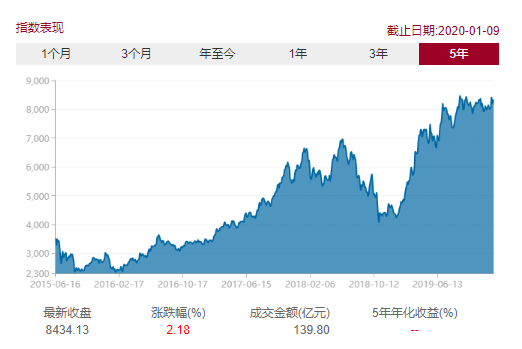 指数表现
截止日期:2020-01-09
1个月 3个月 年至今 1年 3年 5年
9,000
8,000
7,000
6,000
5,000
4,000
3,000
2,300
2015-06-16 2016-02-17 2016-10-17 2017-06-15 2018-02-06 2018-10-12 2019-06-13
最新收盘 涨跌幅(%) 成交金额(亿元) 5年年化收益(%)
8434.13 2.18 139.80 --